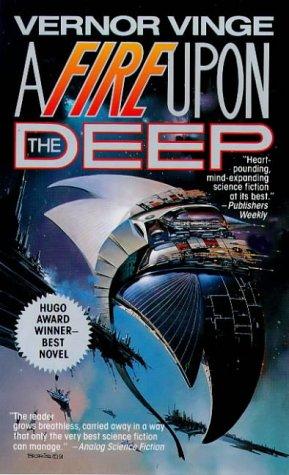 VERNOR VINGE
A FIRE UPON
THE DEEP
"Heart-
pounding,
mind-expanding
science fiction
at its best."
—Publishers
Weekly
HUGO
AWARD
WINNER—
BEST
NOVEL
"The reader
grows breathless, carried away in a way
that only the very best science fiction
can manage." —Analog Science Fiction